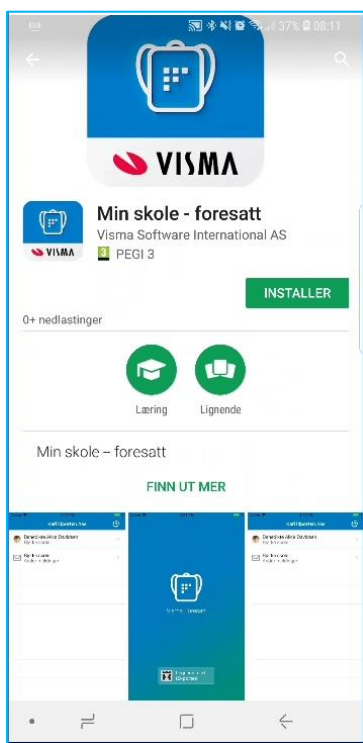 37% 08:11
VISMA
Min skole - foresatt
Visma Software International AS
VISMA
3 PEGI 3
INSTALLER
0+ nedlastinger
Læring Lignende
Min skole – foresatt
FINN UT MER